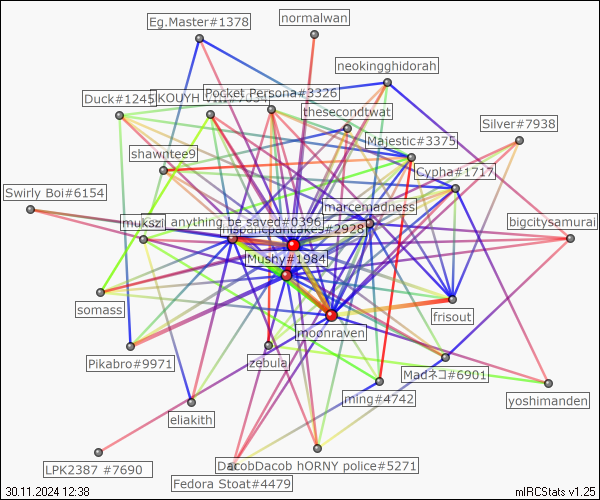 Eg.Master#1378
normalwan
neokingghidorah
Pocket Persona#3326
Duck#1245
KOUYH
thesecondtwat
Silver#7938
Majestic#3375
shawntee9
Cypha#1717
Swirly Boi#6154
lmarcemadness
mukszi
anything be saved#0396
bigcitysamurai
#2928
Mushy#1984
somass
frisout
moonraven
Pikabro#9971
zebula
Madネコ#6901
ming#4742
yoshimanden
eliakith
LPK2387 #7690
DacobDacob hORNY police#5271
Fedora Stoat#4479
30.11.2024 12:38
mIRCStats v1.25